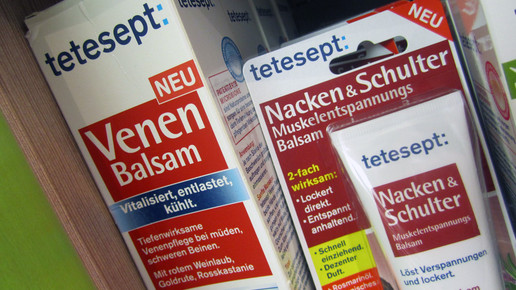 tetesept:
NEU
Venen
Balsam
Vitalisiert, entlastet,
kühlt.
Tiefenwirksame
Venenpflege bei müden,
schweren Beinen.
Mit rotem Weinlaub,
Goldrute, Rosskastanie
tetesept:
NEU
Nacken & Schulter
Muskelentspannungs
Balsam
2-fach
wirksam:
• Lockert
direkt.
• Entspannt
anhaltend.
• Schnell
einziehend.
• Dezenter
Duft.
Rosmarinöl,
tetesept:
Nacken &
Schulter
Muskelentspannungs
Balsam
Löst Verspannungen
und lockert.